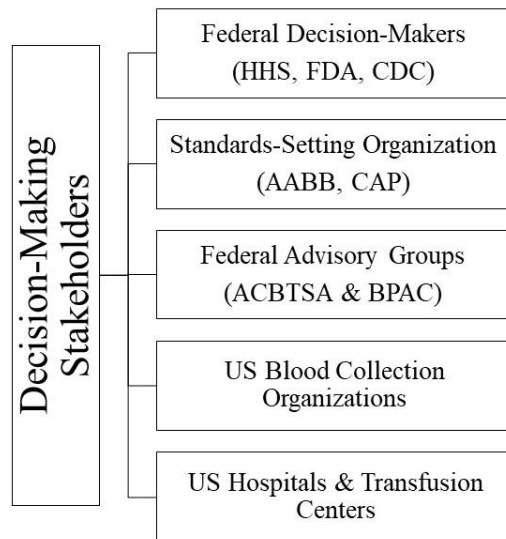 Decision-Making
Stakeholders
Federal Decision-Makers
(HHS, FDA, CDC)
Standards-Setting Organization
(AABB, CAP)
Federal Advisory Groups
(ACBTSA & BPAC)
US Blood Collection
Organizations
US Hospitals & Transfusion
Centers